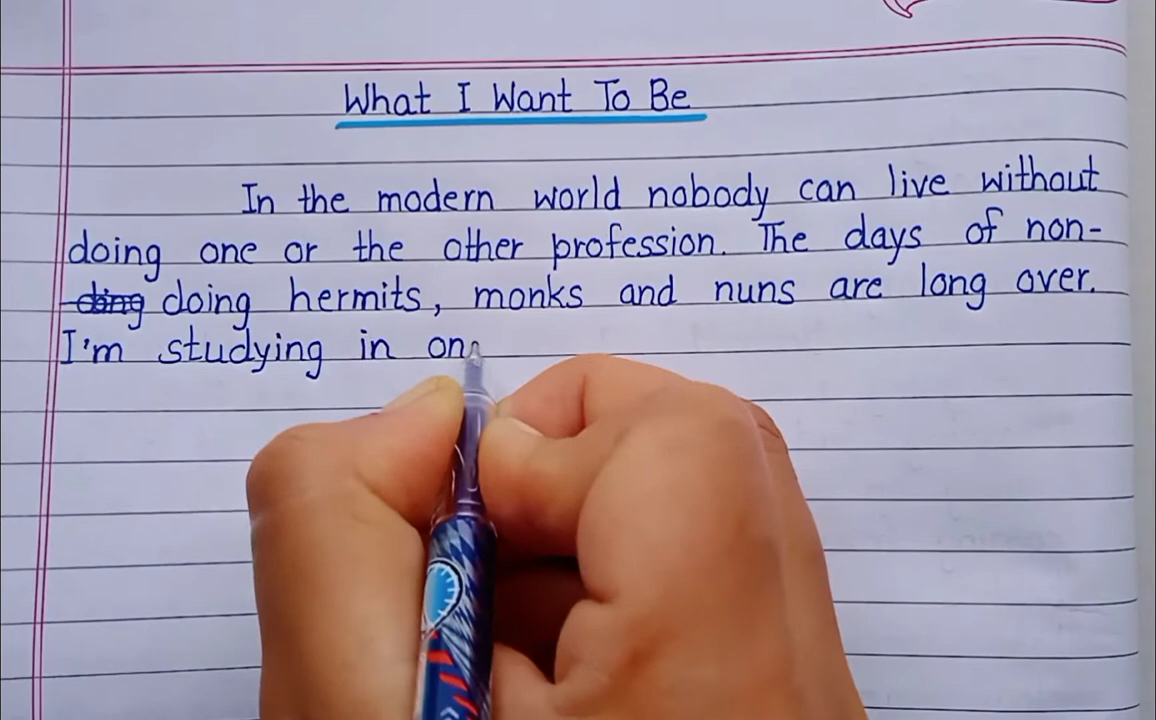 What I Want To Be
In the modern world nobody can live without
doing one or the other profession. The days of non-
doing doing hermits, monks and nuns are long over.
I'm studying in on